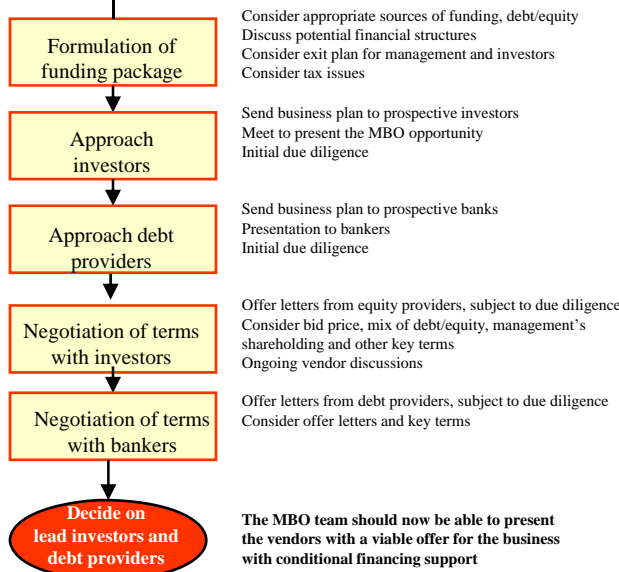 Formulation of
funding package
Consider appropriate sources of funding, debt/equity
Discuss potential financial structures
Consider exit plan for management and investors
Consider tax issues
Approach
investors
Send business plan to prospective investors
Meet to present the MBO opportunity
Initial due diligence
Approach debt
providers
Send business plan to prospective banks
Presentation to bankers
Initial due diligence
Negotiation of terms
with investors
Offer letters from equity providers, subject to due diligence
Consider bid price, mix of debt/equity, management’s
shareholding and other key terms
Ongoing vendor discussions
Negotiation of terms
with bankers
Offer letters from debt providers, subject to due diligence
Consider offer letters and key terms
Decide on
lead investors and
debt providers
The MBO team should now be able to present
the vendors with a viable offer for the business
with conditional financing support